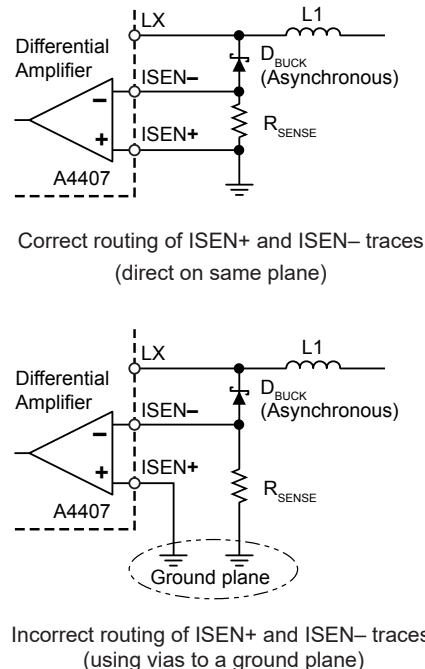 LX
L1
Differential
Amplifier
ISEN–
D BUCK
(Asynchronous)
–
ISEN+
+
R SENSE
A4407
Correct routing of ISEN+ and ISEN– traces
(direct on same plane)
LX
L1
Differential
Amplifier
ISEN–
D BUCK
(Asynchronous)
–
ISEN+
+
R SENSE
A4407
Ground plane
Incorrect routing of ISEN+ and ISEN– traces
(using vias to a ground plane)